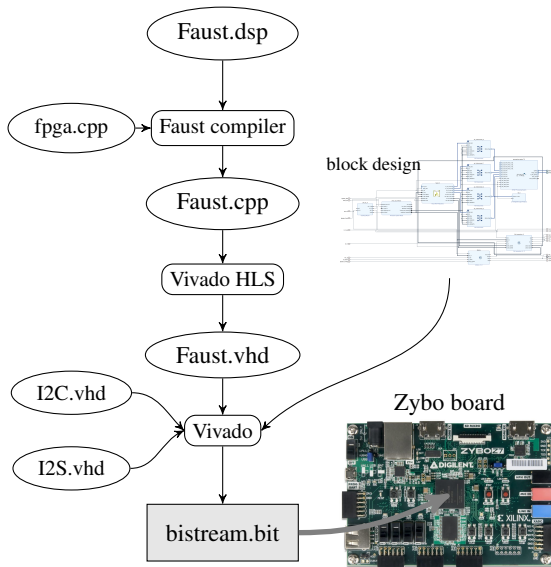 Faust.dsp
fpga.cpp
Faust compiler
block design
Faust.cpp
Vivado HLS
Faust.vhd
I2C.vhd
Vivado
I2S.vhd
bistream.bit
Zybo board
ZYBO Z7
DIGILENT
XILINX